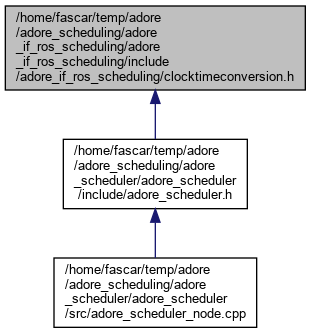 /home/fascar/temp/adore
/adore_scheduling/adore
_if_ros_scheduling/adore
_if_ros_scheduling/include
/adore_if_ros_scheduling/clocktimeconversion.h
/home/fascar/temp/adore
/adore_scheduling/adore
_scheduler/adore_scheduler
/include/adore_scheduler.h
/home/fascar/temp/adore
/adore_scheduling/adore
_scheduler/adore_scheduler
/src/adore_scheduler_node.cpp